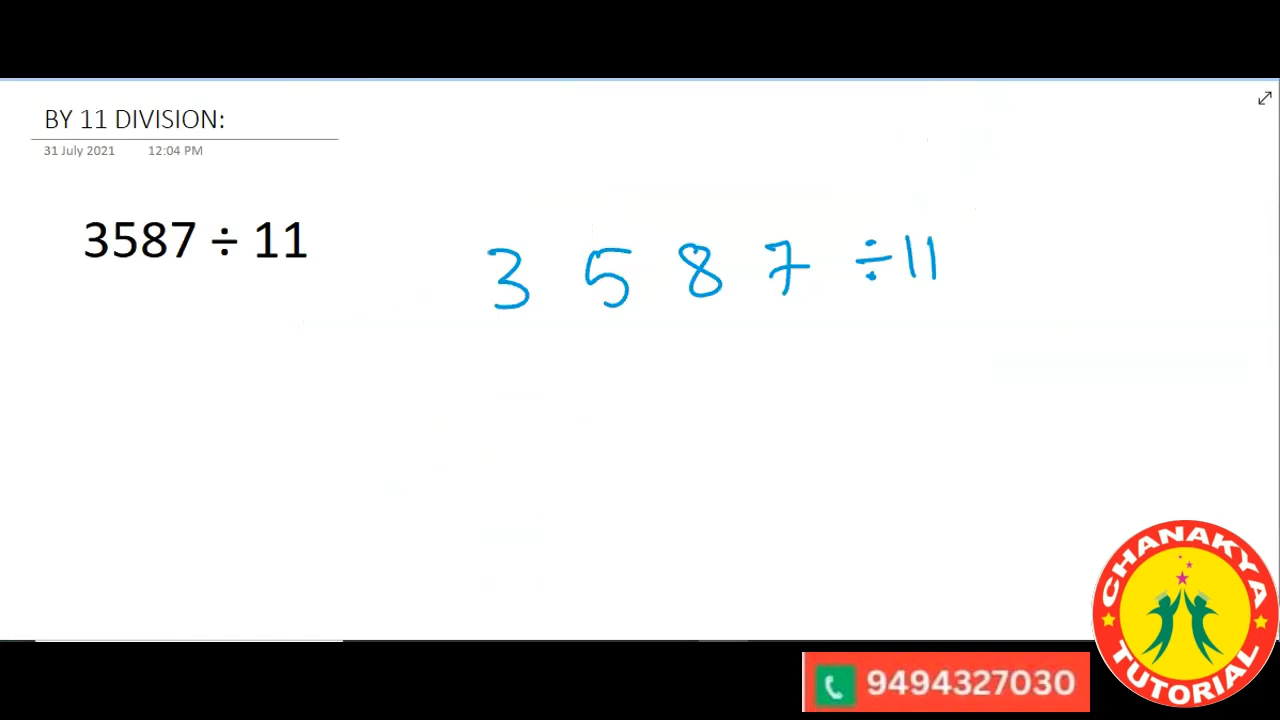 BY 11 DIVISION:
31 July 2021 12:04 PM
3587 ÷ 11
3 5 8 7 ÷ 11
CHANAKYA
TUTORIAL
9494327030